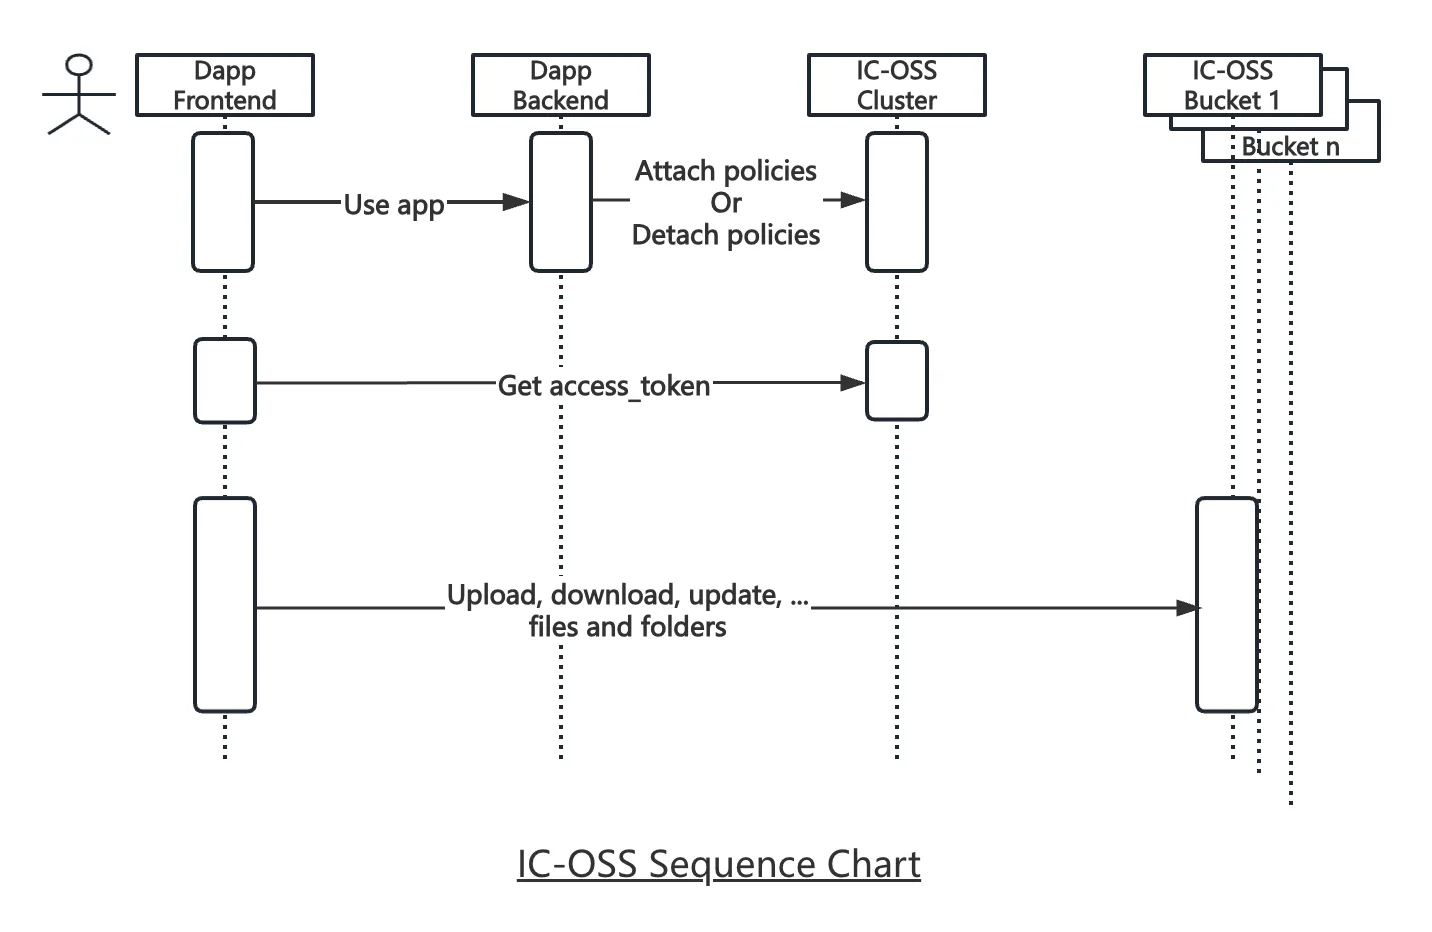 Dapp
Frontend
Dapp
Backend
IC-OSS
Cluster
IC-OSS
Bucket 1
Bucket n
Use app
Attach policies
Or
Detach policies
Get access_token
Upload, download, update, ...
files and folders
IC-OSS Sequence Chart